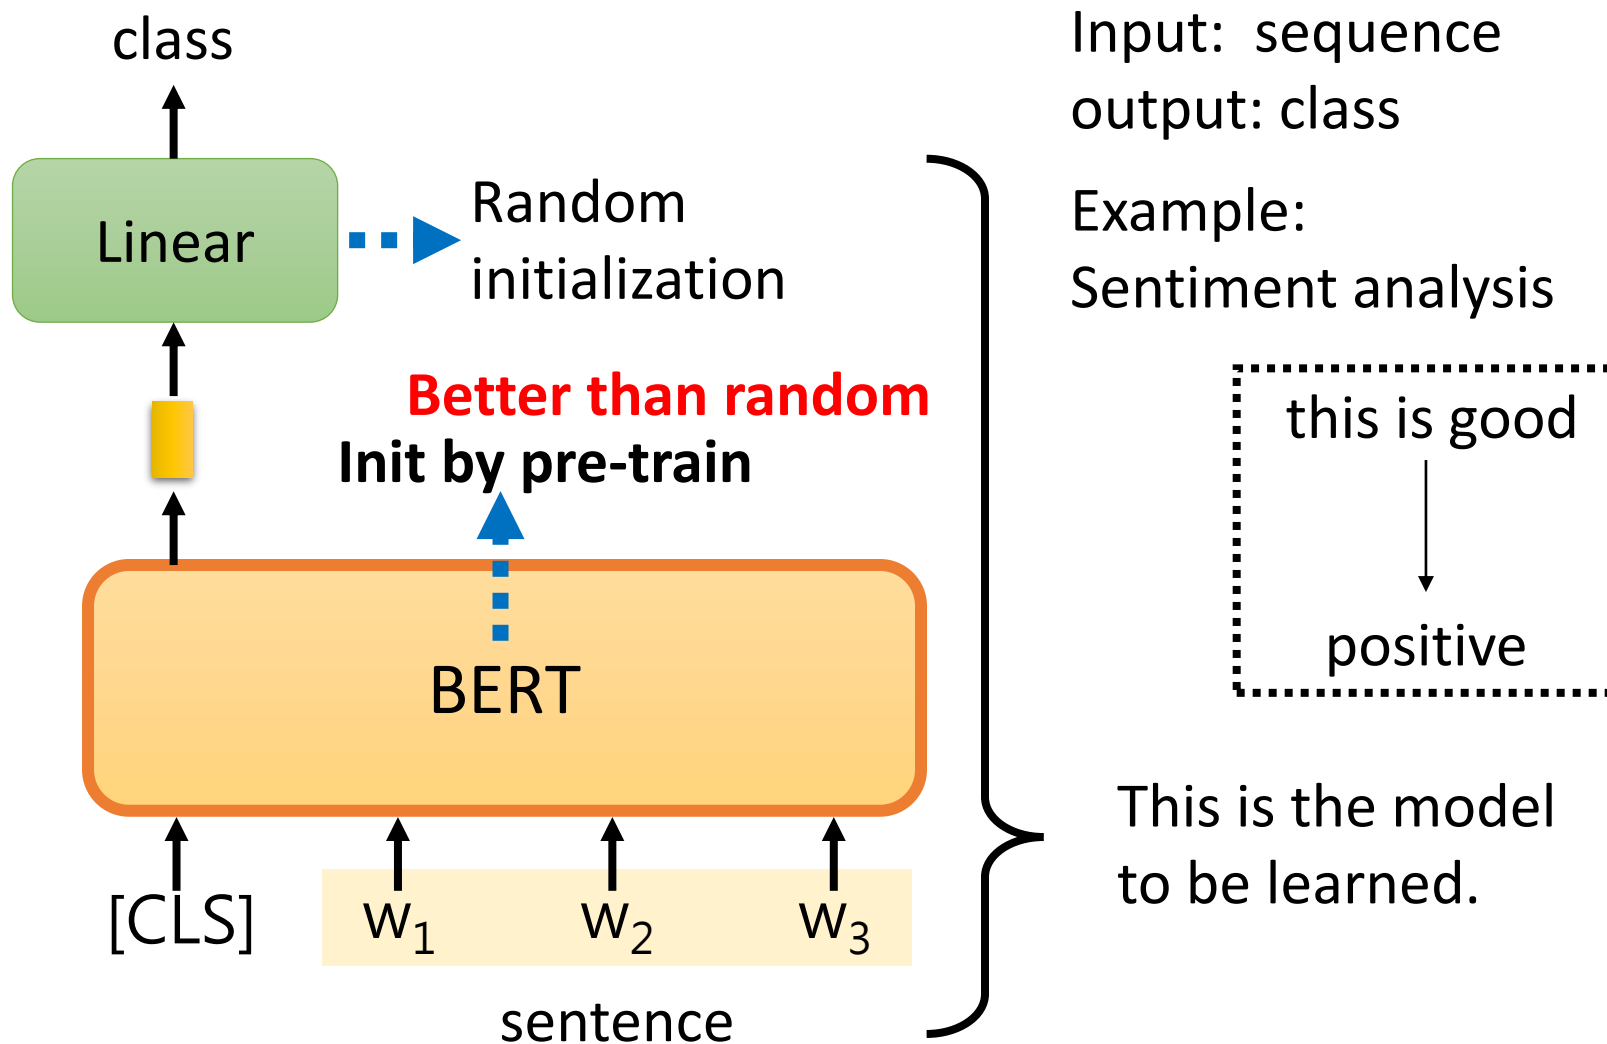 class
Linear
Random
initialization
Better than random
Init by pre-train
BERT
[CLS]
w1
w2
w3
sentence
Input: sequence
output: class
Example:
Sentiment analysis
this is good
positive
This is the model
to be learned.